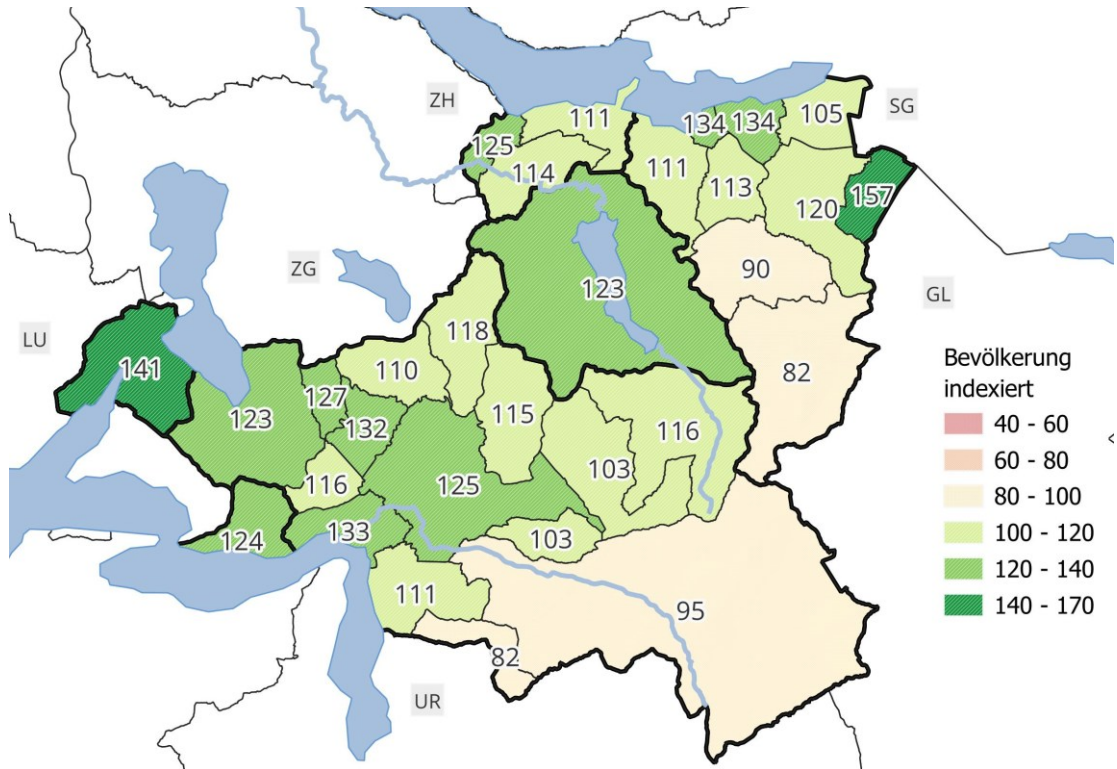 ZH
111
134
134
105
SG
125
114
111
113
120
157
ZG
123
90
GL
LU
118
141
110
82
123
127
132
115
116
103
116
125
124
133
103
111
95
82
UR
Bevölkerung
indexiert
40 - 60
60 - 80
80 - 100
100 - 120
120 - 140
140 - 170